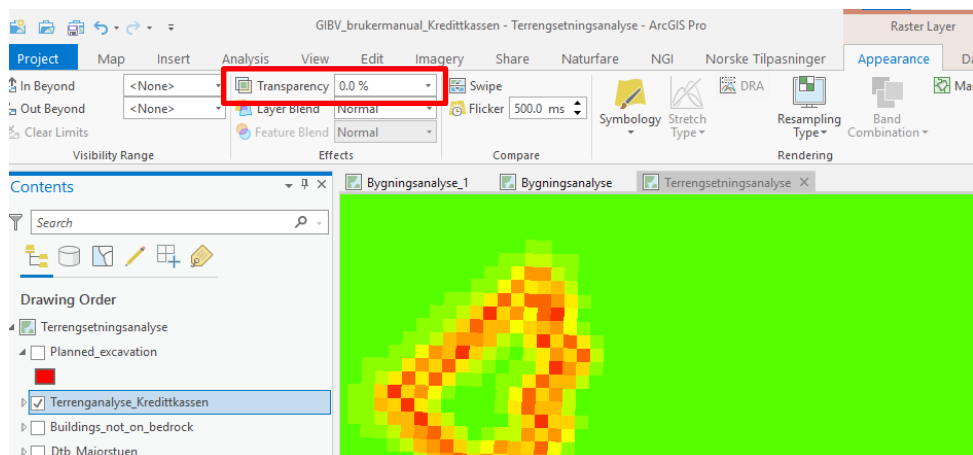 GIBV_brukermanual_Kredittkassen - Terrengsetningsanalyse - ArcGIS Pro
Raster Layer
Project Map Insert Analysis View Edit Imagery Share Naturfare NGI Norske Tilpasninger Appearance
In Beyond <None> Transparency 0.0 % Swipe DRA
Out Beyond <None> Layer Blend Normal Flicker 500.0 ms Symbology Stretch Type Resampling Type Band Combination
Clear Limits Feature Blend Normal
Visibility Range Effects Compare Rendering
Contents
Bygningsanalyse_1 Bygningsanalyse Terrengsetningsanalyse
Search
Drawing Order
Terrengsetningsanalyse
Planned_excavation
Terrenganalyse_Kredittkassen
Buildings_not_on_bedrock
Dtb_Majorstuen